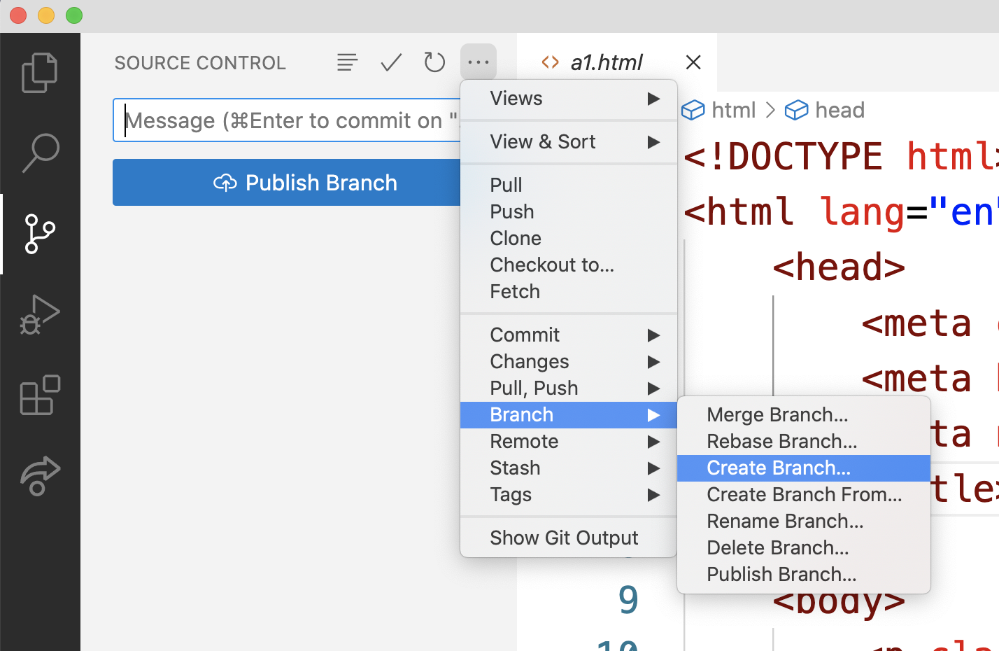 SOURCE CONTROL
a1.html
Message (⌘Enter to commit on "
Publish Branch
Views
View & Sort
Pull
Push
Clone
Checkout to...
Fetch
Commit
Changes
Pull, Push
Branch
Remote
Stash
Tags
Show Git Output
Merge Branch...
Rebase Branch...
Create Branch...
Create Branch From...
Rename Branch...
Delete Branch...
Publish Branch...
html > head
<!DOCTYPE html>
<html lang="en"
<head>
<meta
<meta
ta
tle>
9
<body>
10